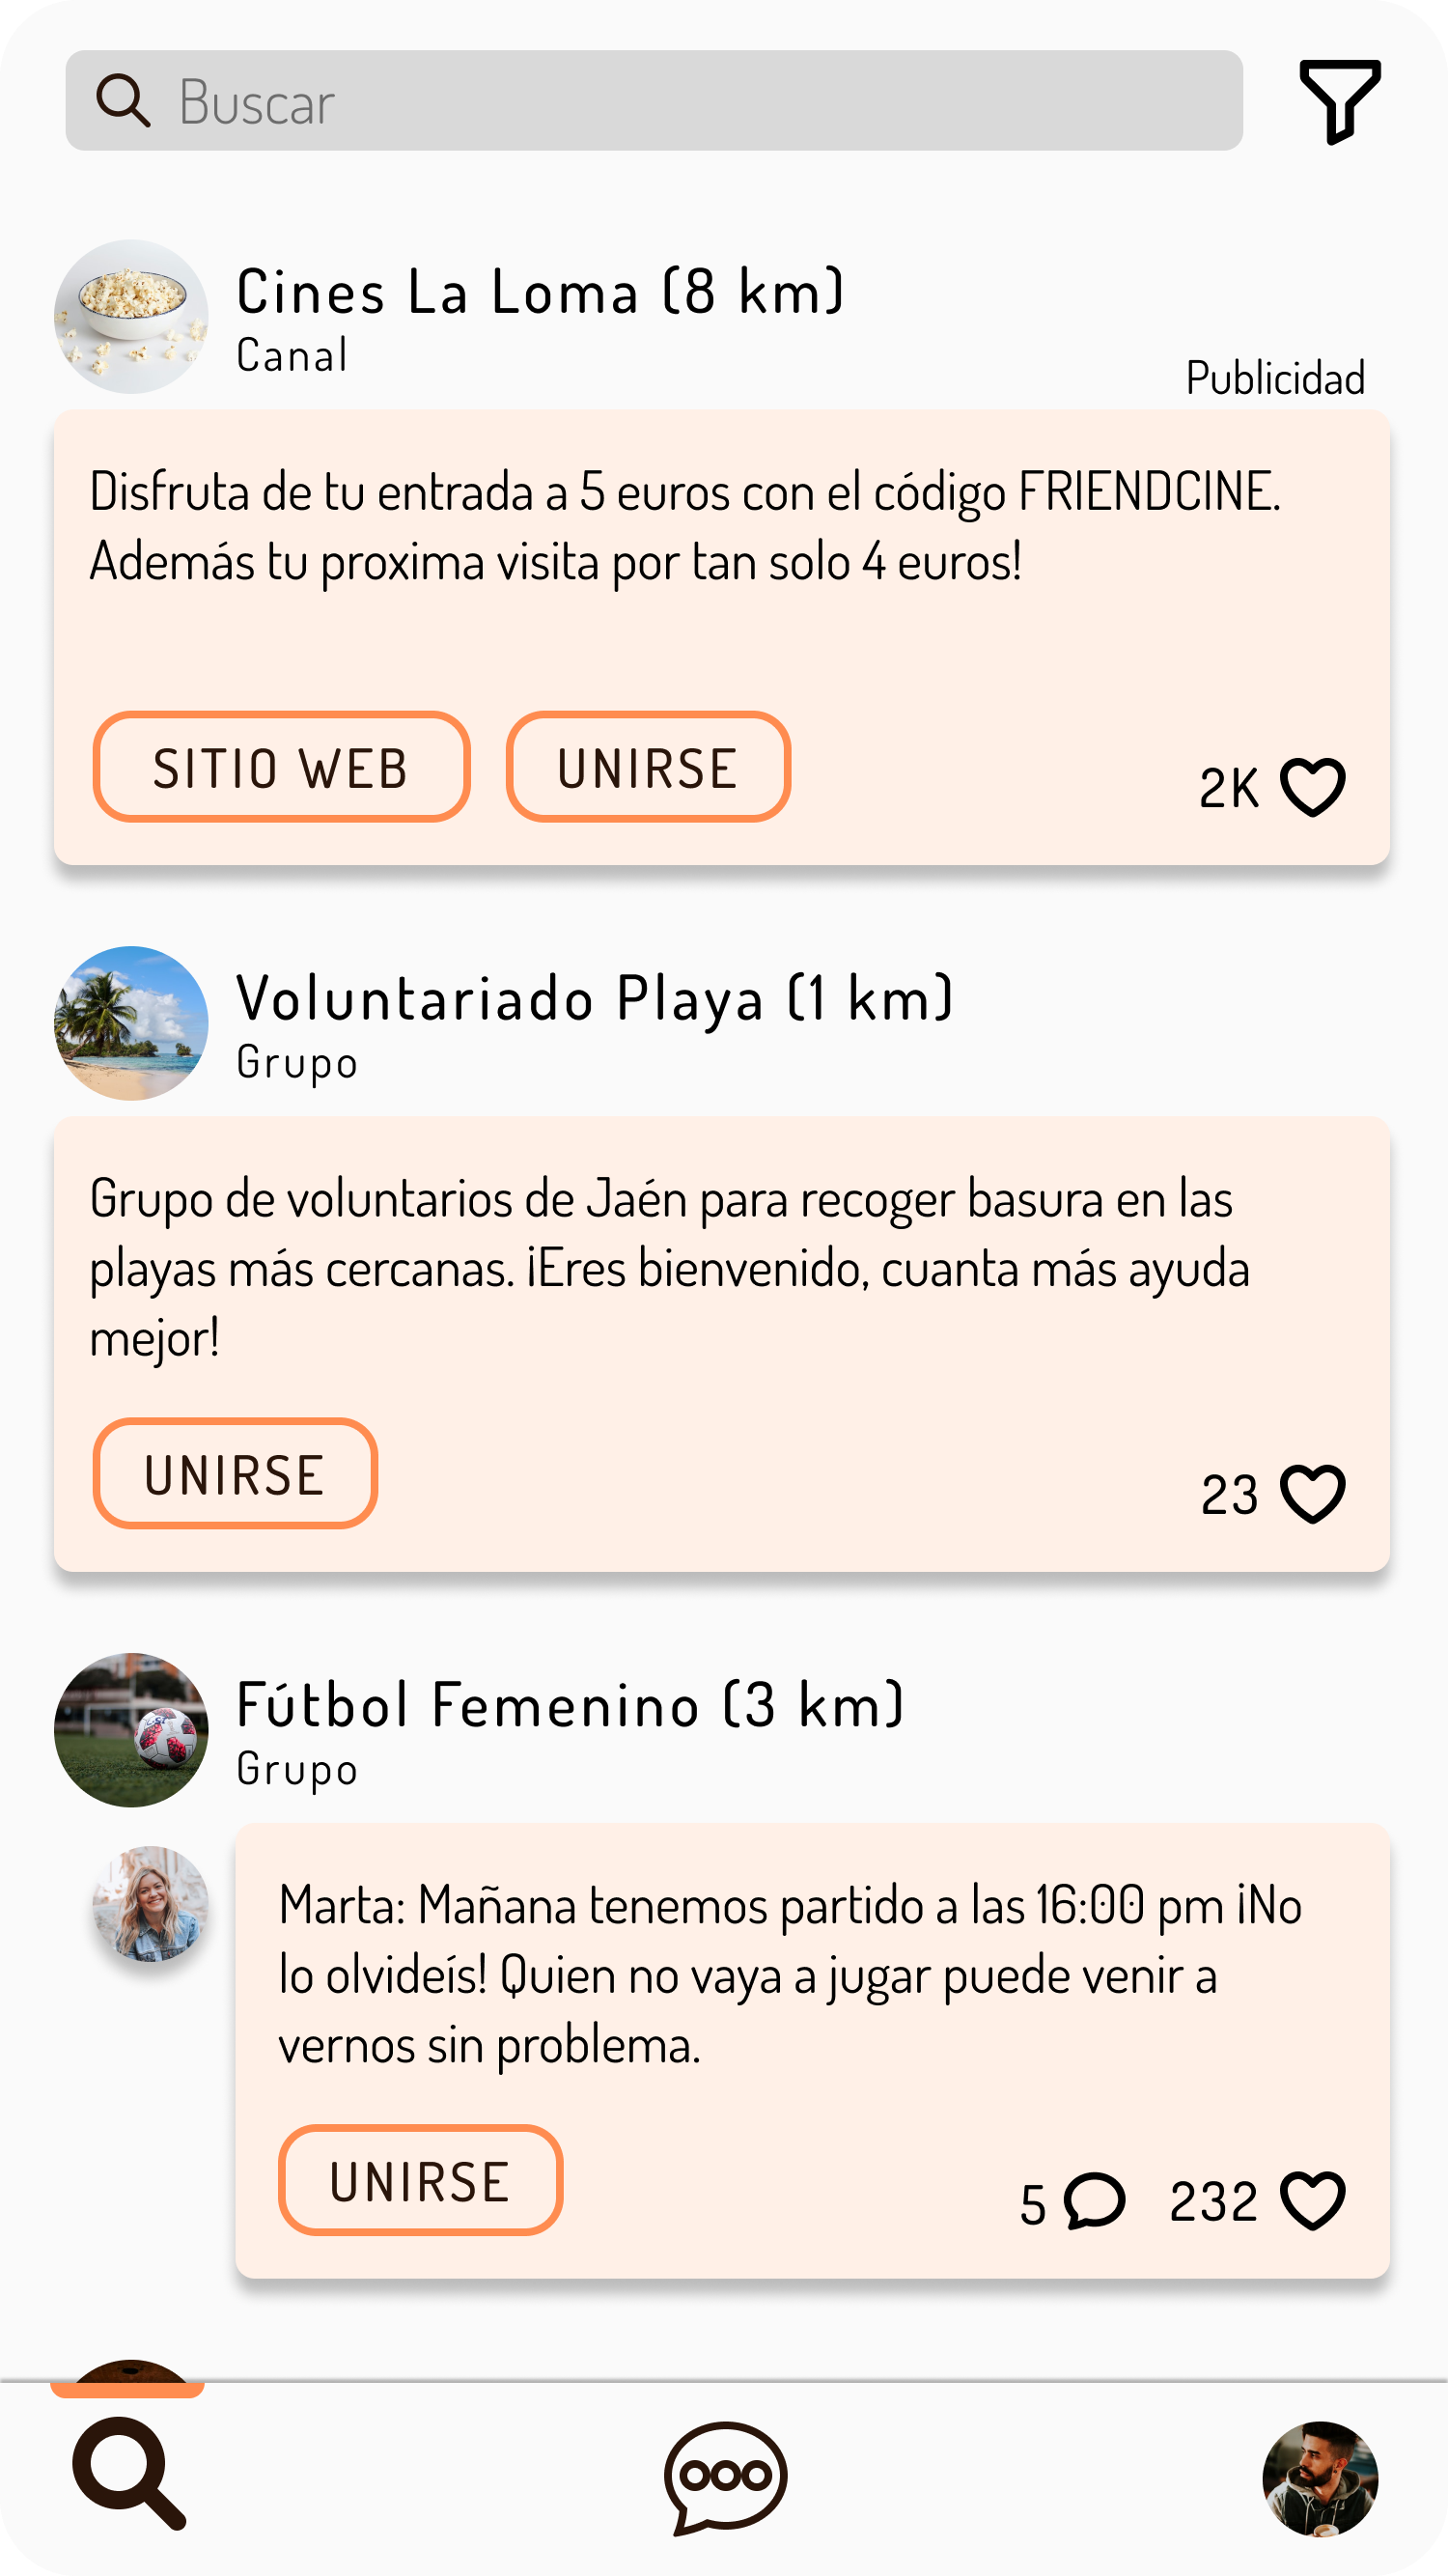 Buscar
Cines La Loma (8 km)
Canal
Publicidad
Disfruta de tu entrada a 5 euros con el código FRIENDCINE.
Además tu proxima visita por tan solo 4 euros!
SITIO WEB
UNIRSE
2K
Voluntariado Playa (1 km)
Grupo
Grupo de voluntarios de Jaén para recoger basura en las
playas más cercanas. ¡Eres bienvenido, cuanta más ayuda
mejor!
UNIRSE
23
Fútbol Femenino (3 km)
Grupo
Marta: Mañana tenemos partido a las 16:00 pm ¡No
lo olvideís! Quien no vaya a jugar puede venir a
vernos sin problema.
UNIRSE
5
232